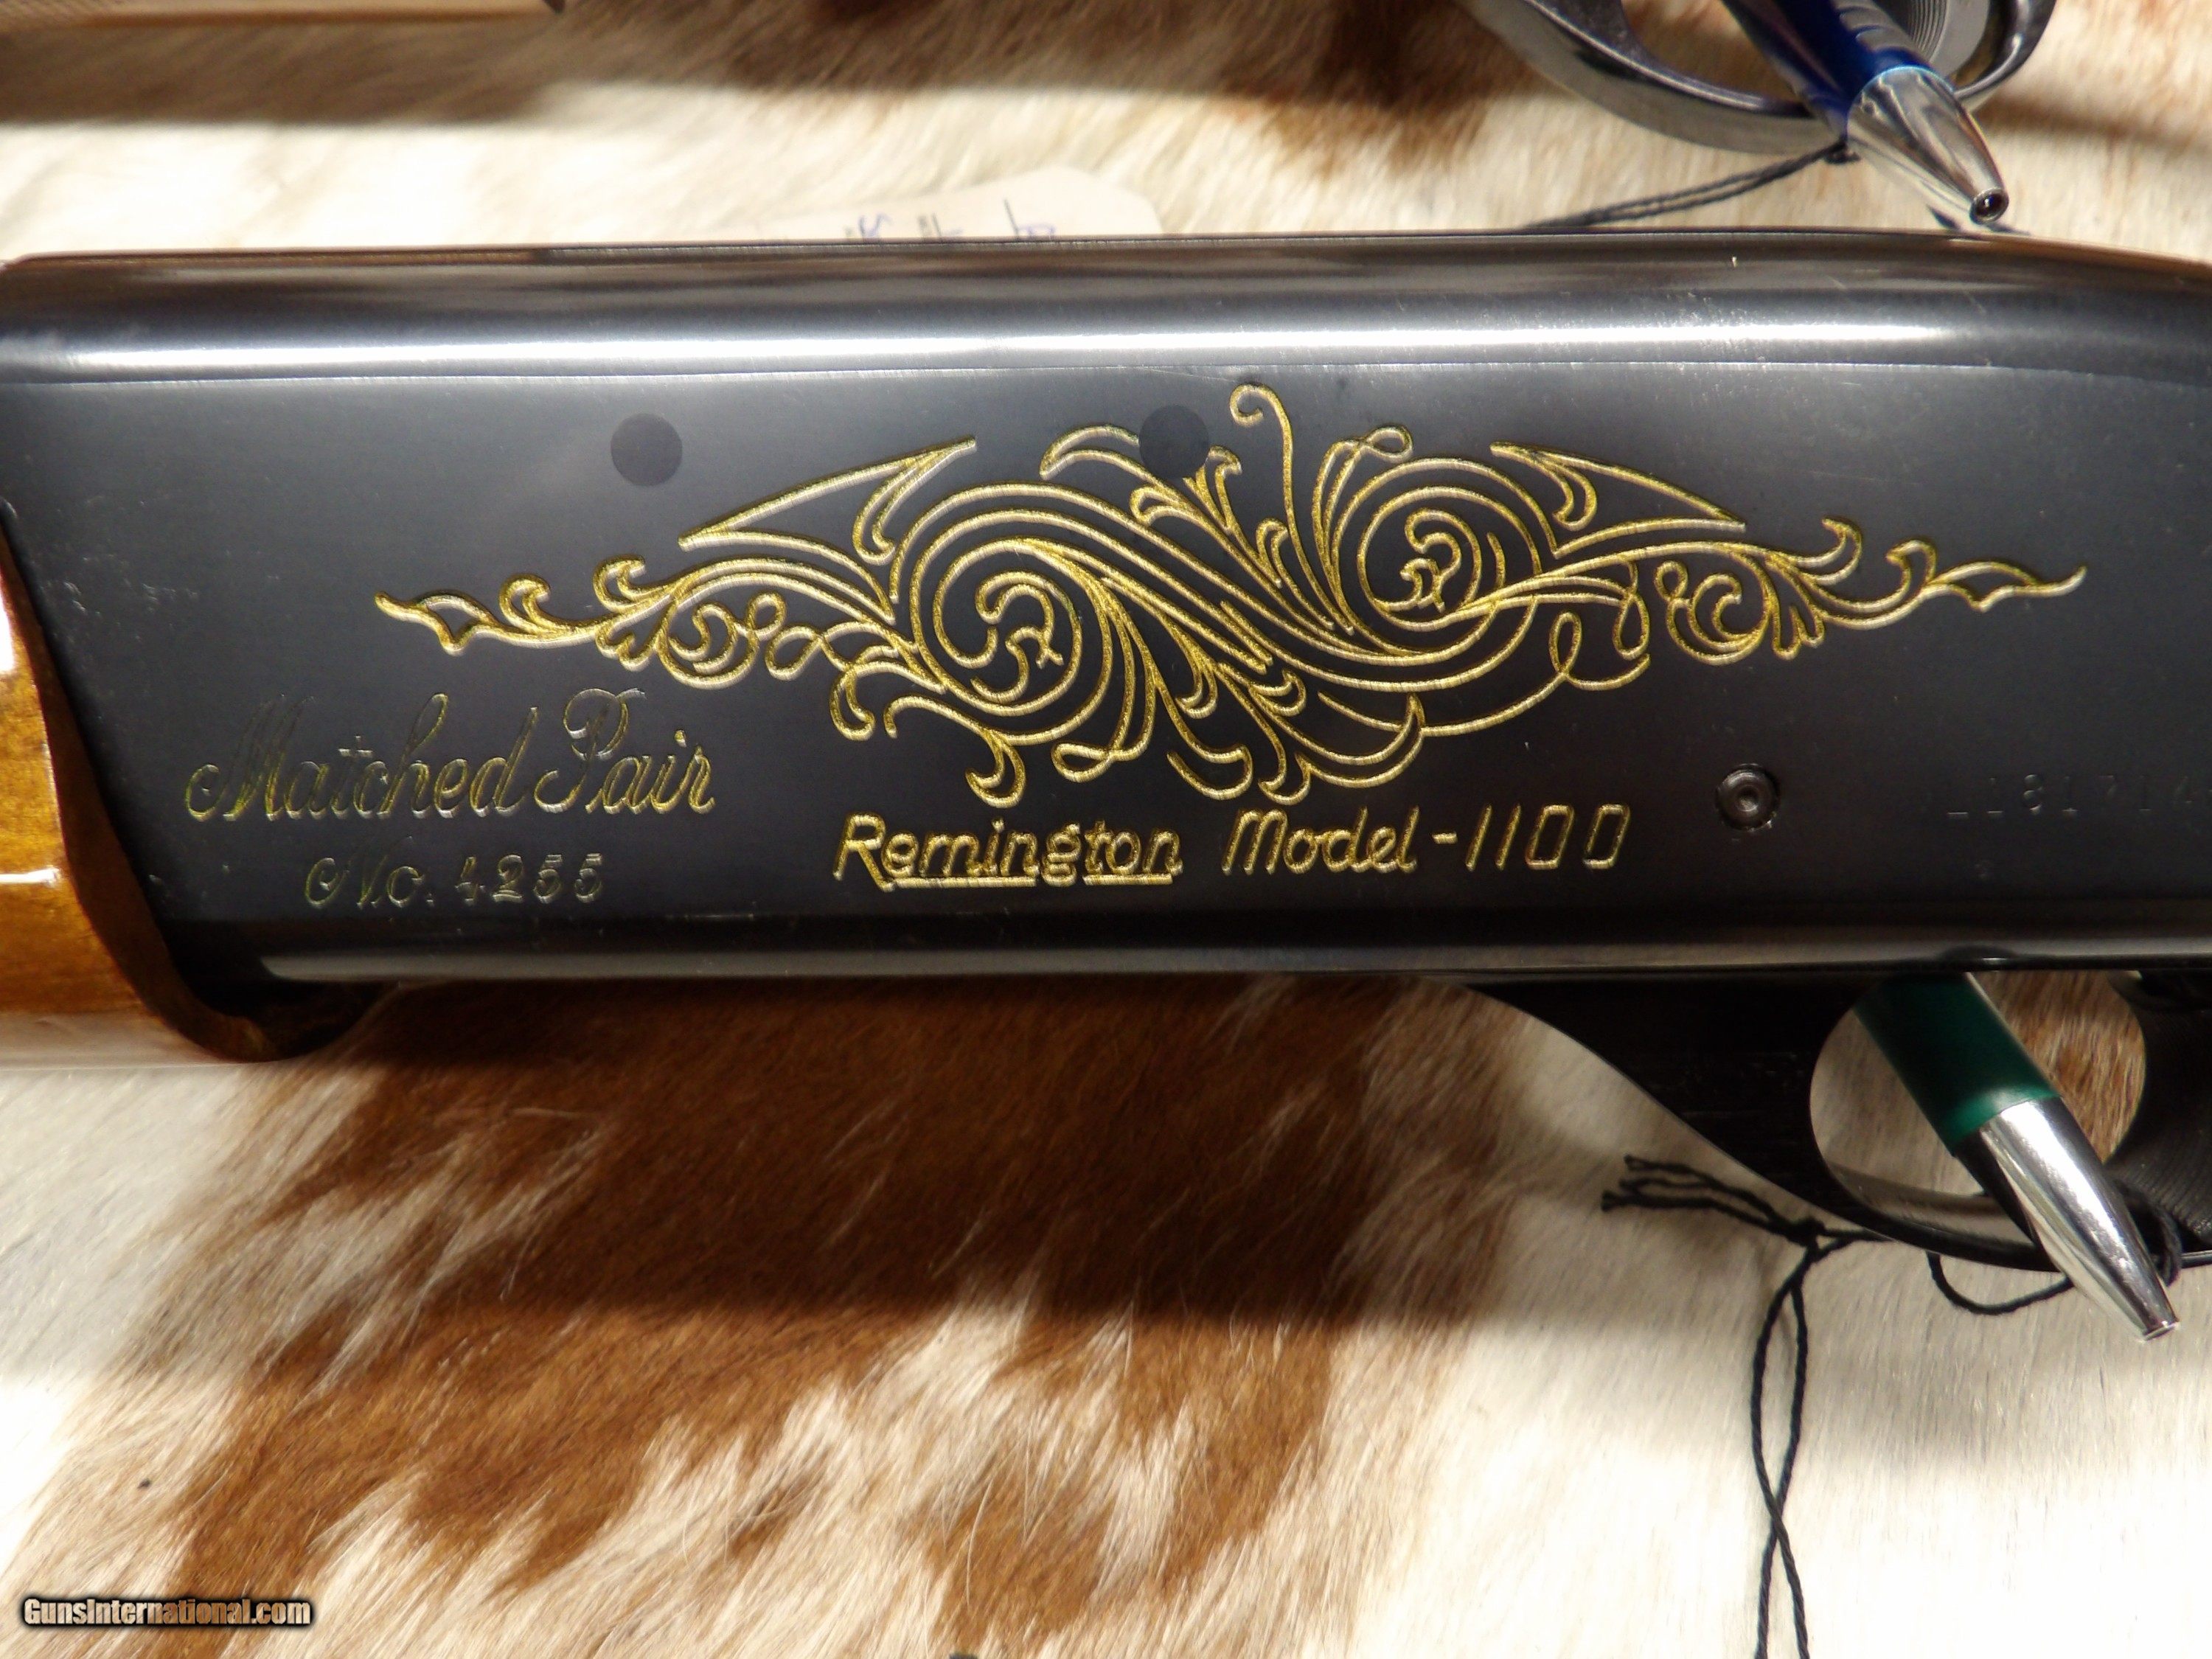 Matched Pair
No. 4255
Remington Model-1100
GunsInternational.com